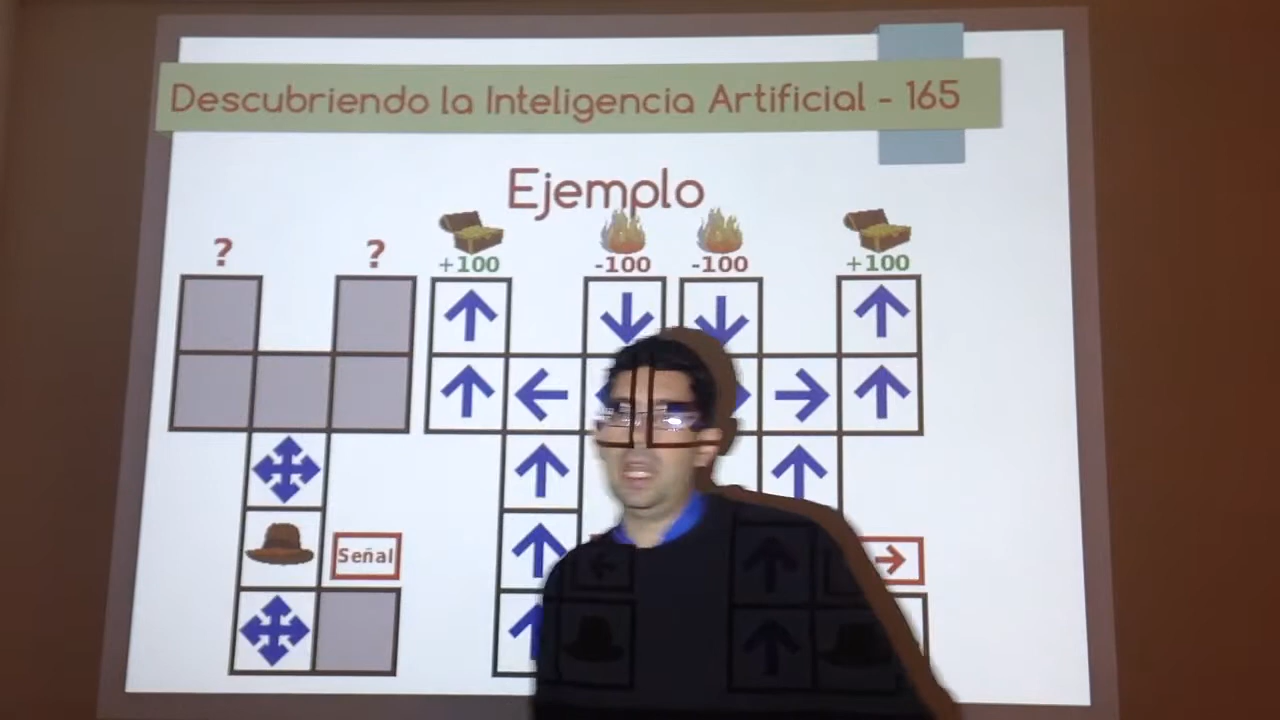 Descubriendo la Inteligencia Artificial - 165
Ejemplo
? ? +100 -100 -100 +100
Señal